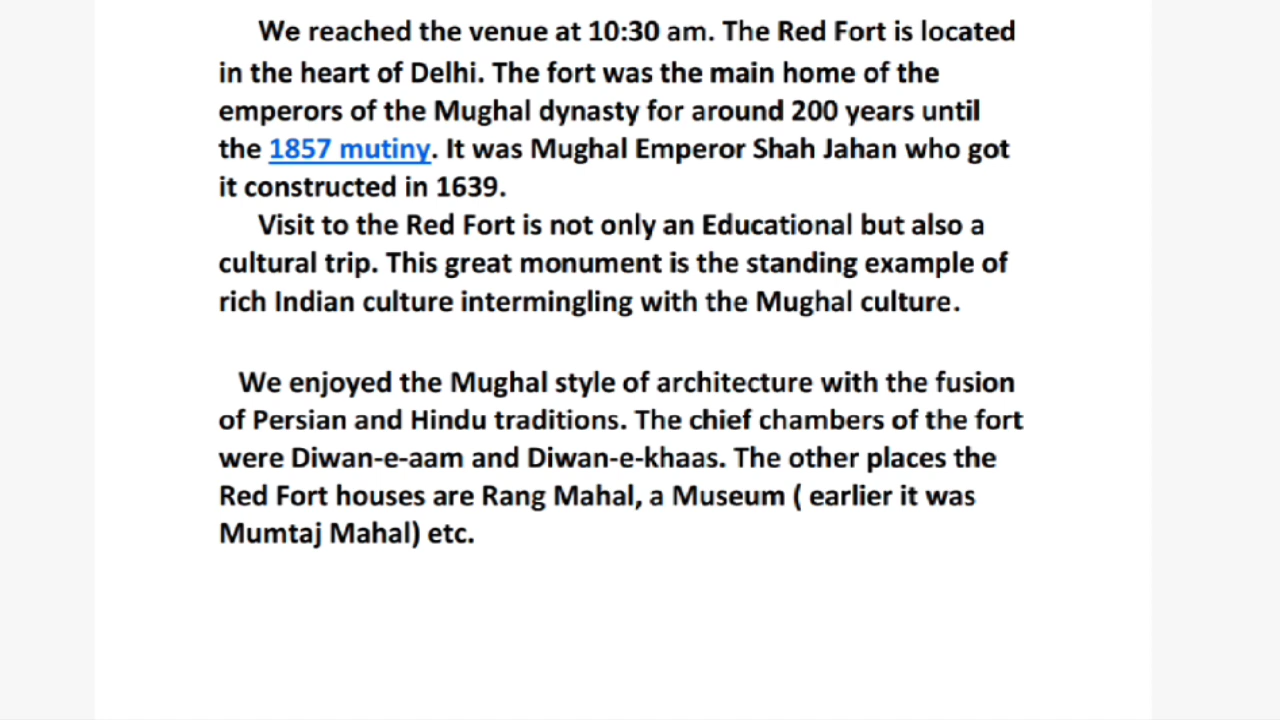 We reached the venue at 10:30 am. The Red Fort is located
in the heart of Delhi. The fort was the main home of the
emperors of the Mughal dynasty for around 200 years until
the 1857 mutiny. It was Mughal Emperor Shah Jahan who got
it constructed in 1639.
Visit to the Red Fort is not only an Educational but also a
cultural trip. This great monument is the standing example of
rich Indian culture intermingling with the Mughal culture.
We enjoyed the Mughal style of architecture with the fusion
of Persian and Hindu traditions. The chief chambers of the fort
were Diwan-e-aam and Diwan-e-khaas. The other places the
Red Fort houses are Rang Mahal, a Museum ( earlier it was
Mumtaj Mahal) etc.